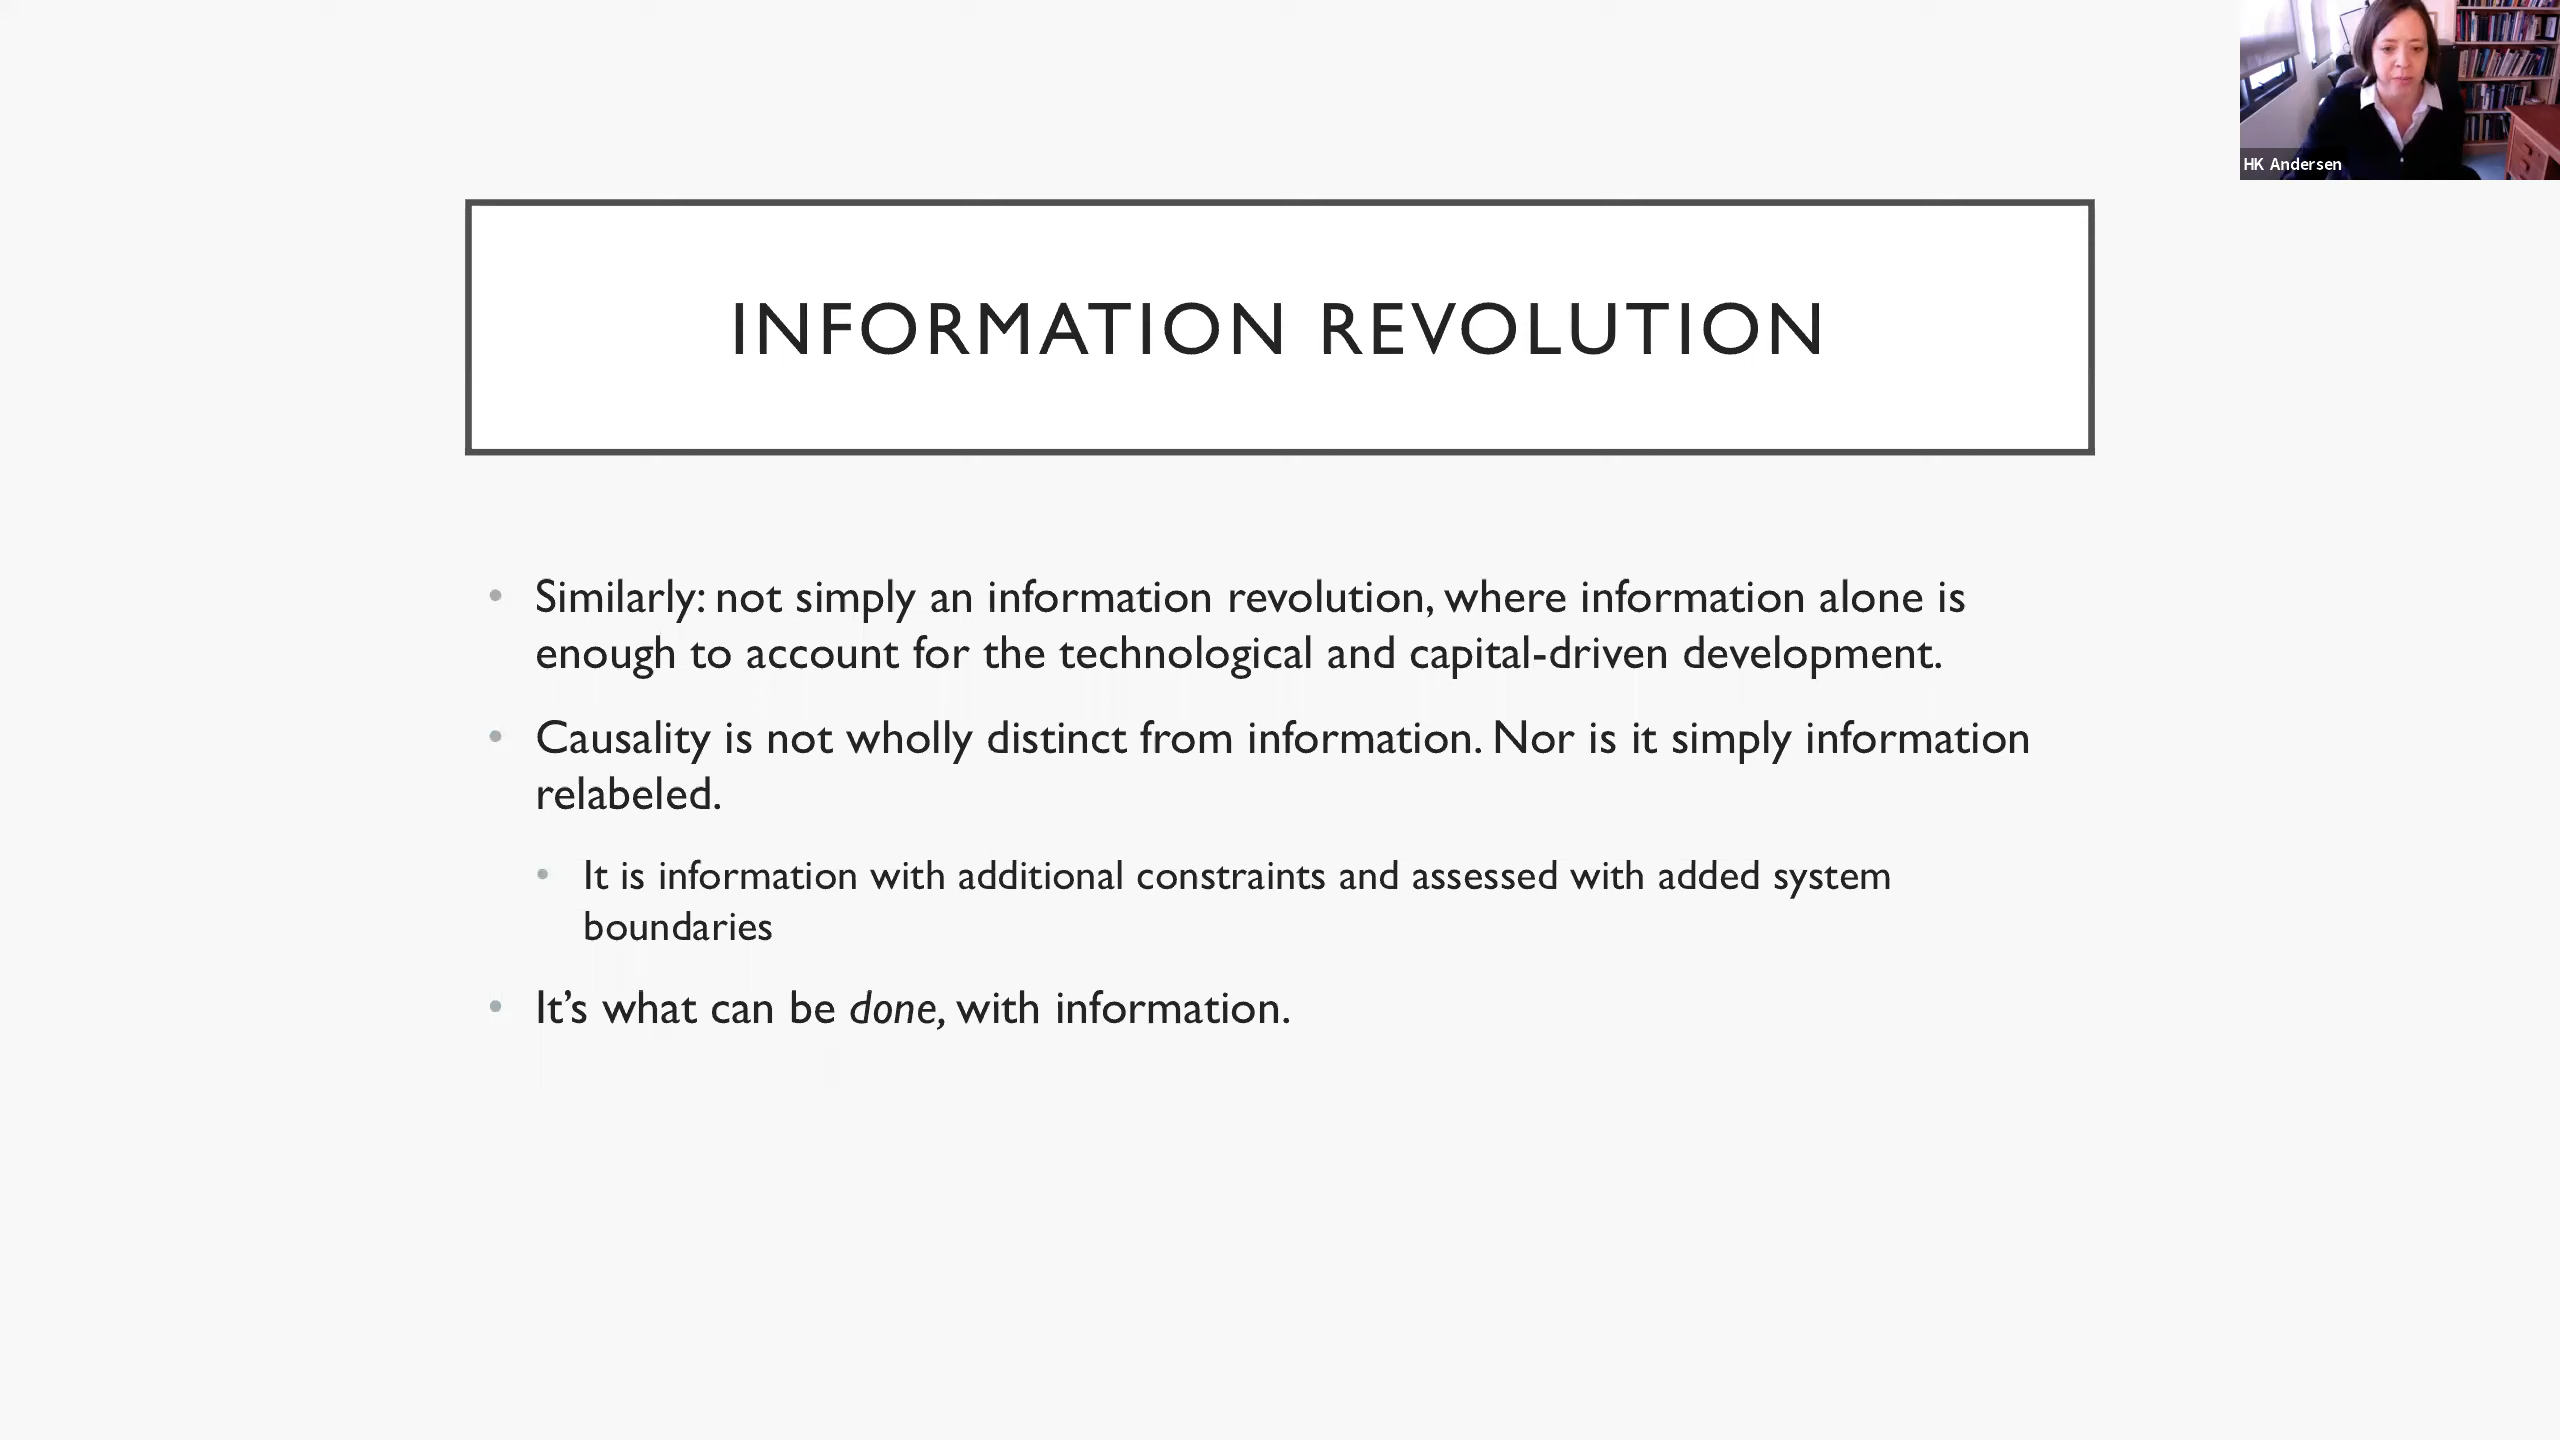 HK Andersen
INFORMATION REVOLUTION
Similarly: not simply an information revolution, where information alone is
enough to account for the technological and capital-driven development.
Causality is not wholly distinct from information. Nor is it simply information
relabeled.
It is information with additional constraints and assessed with added system
boundaries
It’s what can be done, with information.